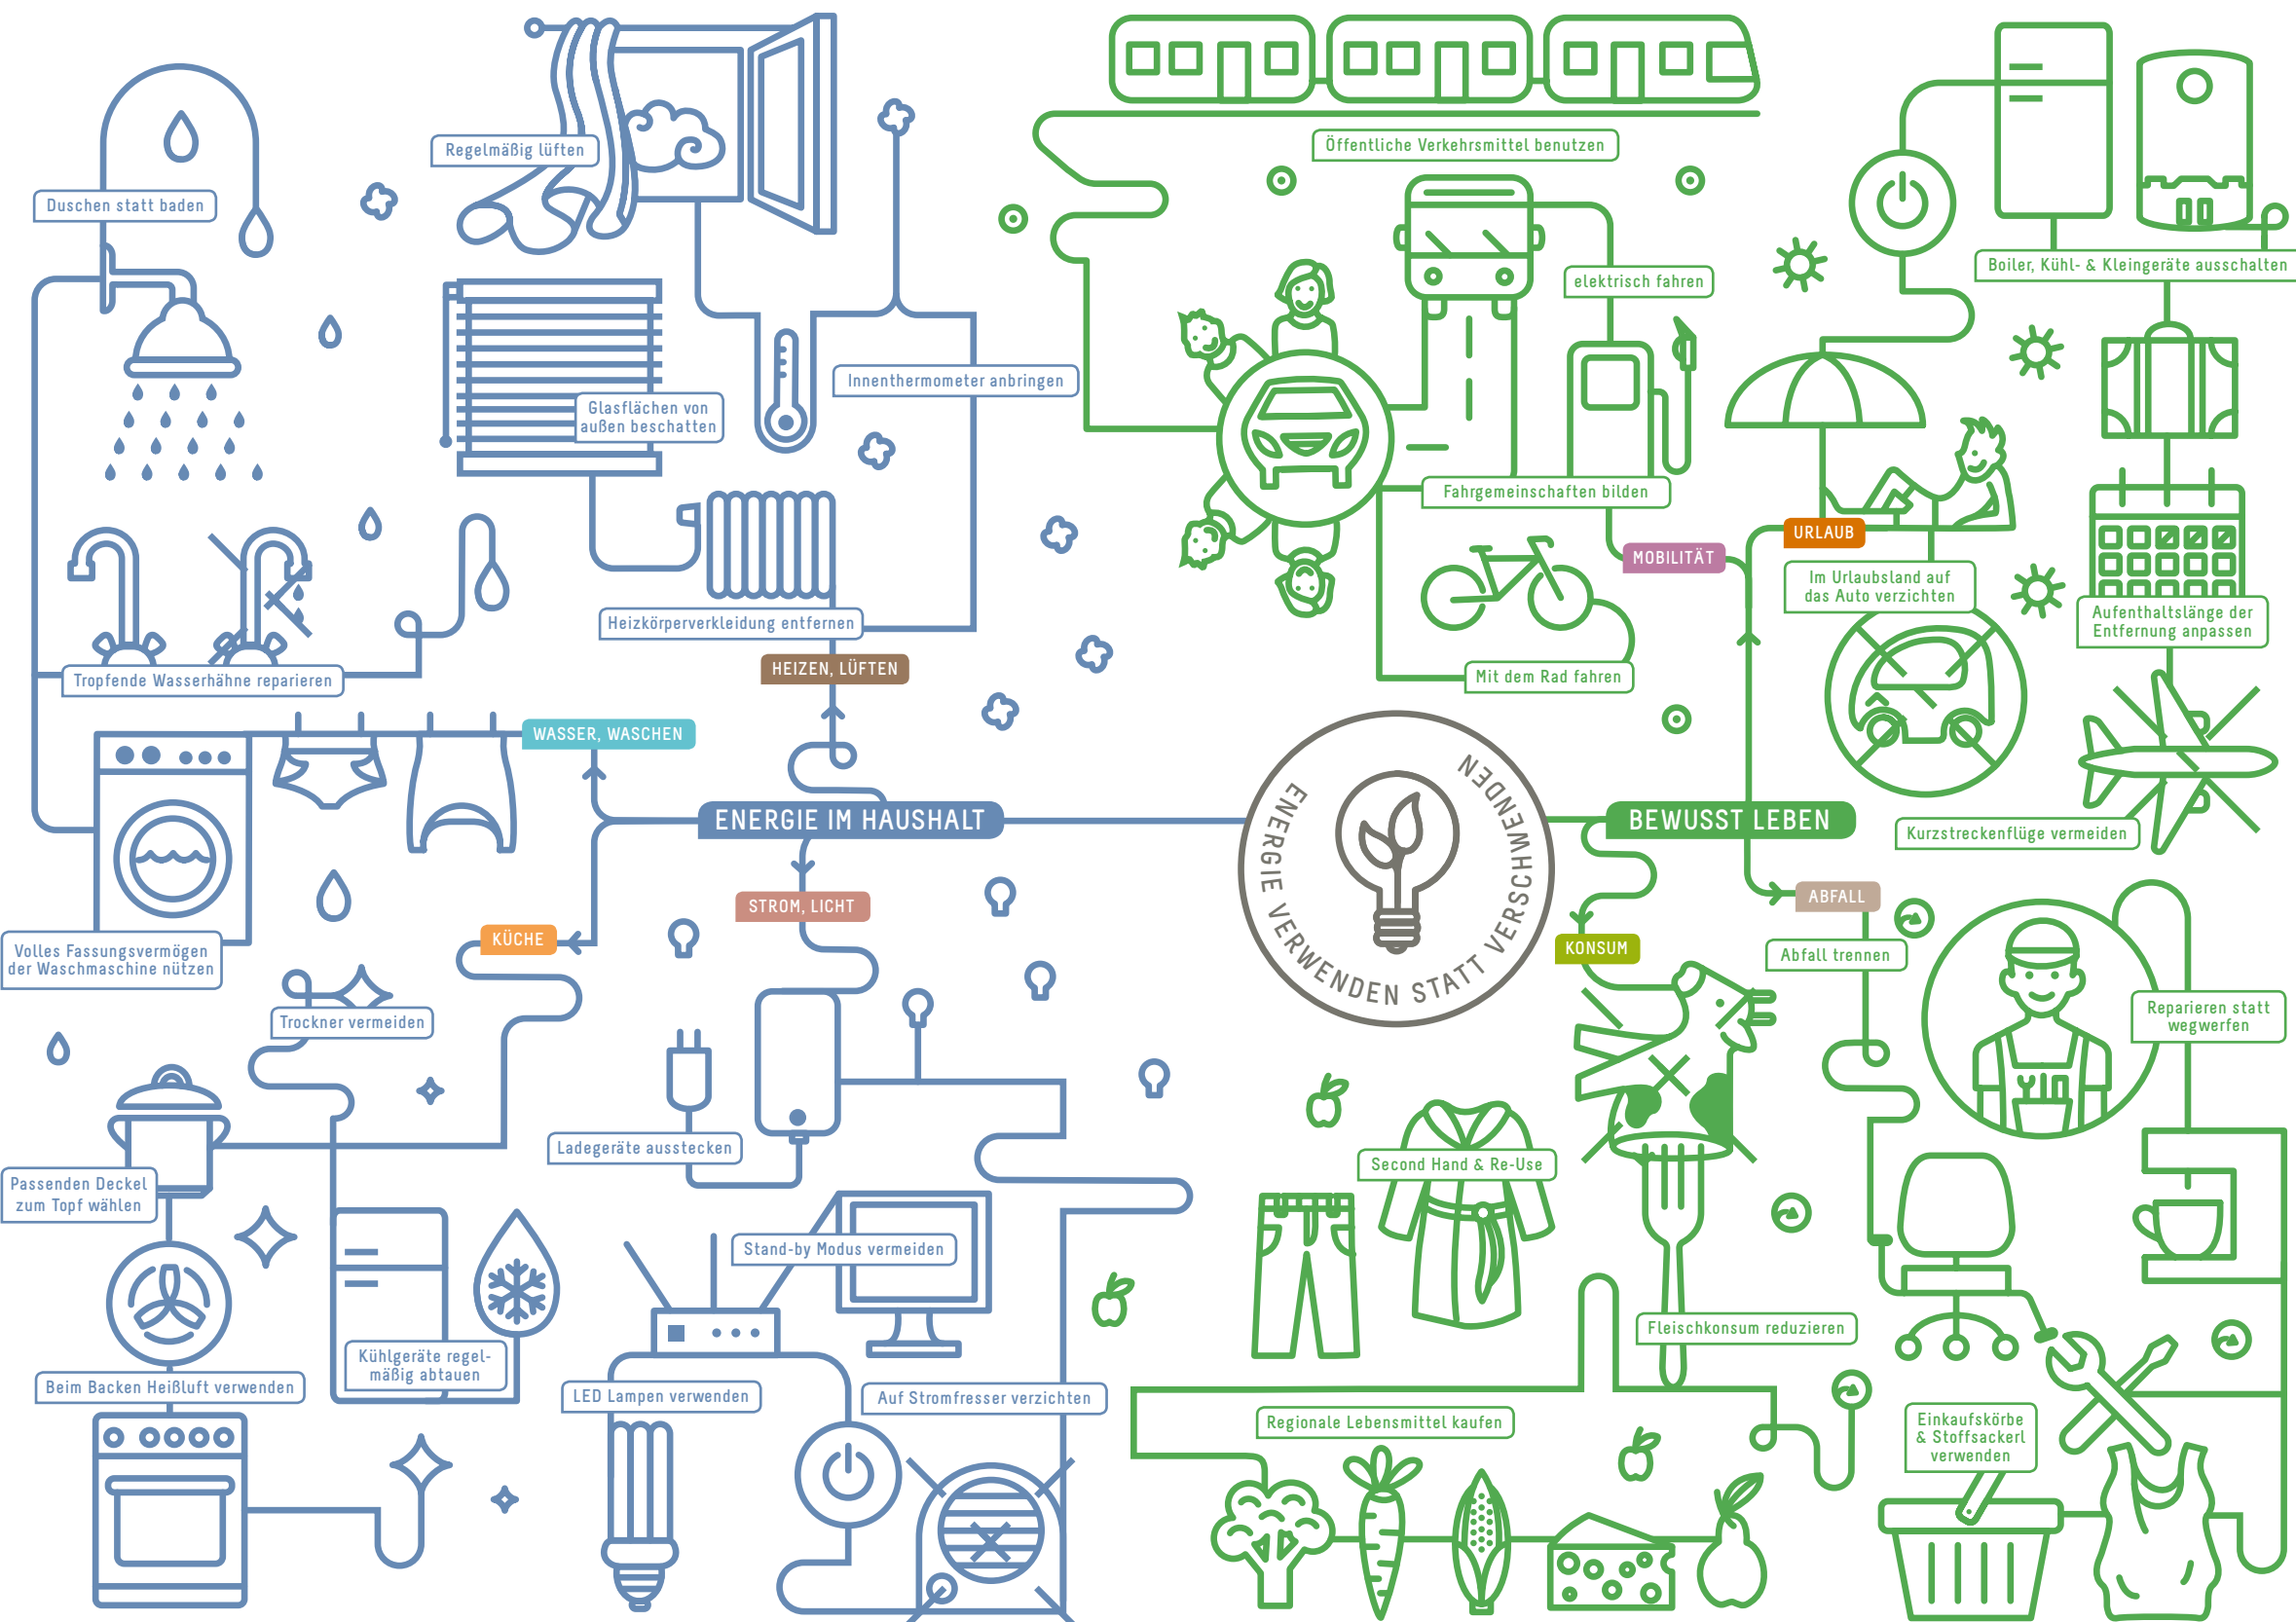 Regelmäßig lüften
Duschen statt baden
Glasflächen von
außen beschatten
Innenthermometer anbringen
Heizkörperverkleidung entfernen
HEIZEN, LÜFTEN
Tropfende Wasserhähne reparieren
WASSER, WASCHEN
ENERGIE IM HAUSHALT
STROM, LICHT
KÜCHE
Volles Fassungsvermögen
der Waschmaschine nützen
Trockner vermeiden
Ladegeräte ausstecken
Passenden Deckel
zum Topf wählen
Stand-by Modus vermeiden
Kühlgeräte regel-
mäßig abtauen
Beim Backen Heißluft verwenden
LED Lampen verwenden
Auf Stromfresser verzichten
ENERGIE VERWENDEN STATT VERSCHWENDEN
Öffentliche Verkehrsmittel benutzen
elektrisch fahren
Boiler, Kühl- & Kleingeräte ausschalten
Fahrgemeinschaften bilden
MOBILITÄT
URLAUB
Im Urlaubsland auf
das Auto verzichten
Aufenthaltslänge der
Entfernung anpassen
Mit dem Rad fahren
BEWUSST LEBEN
Kurzstreckenflüge vermeiden
ABFALL
KONSUM
Abfall trennen
Reparieren statt
wegwerfen
Second Hand & Re-Use
Fleischkonsum reduzieren
Regionale Lebensmittel kaufen
Einkaufskörbe
& Stoffsackerl
verwenden